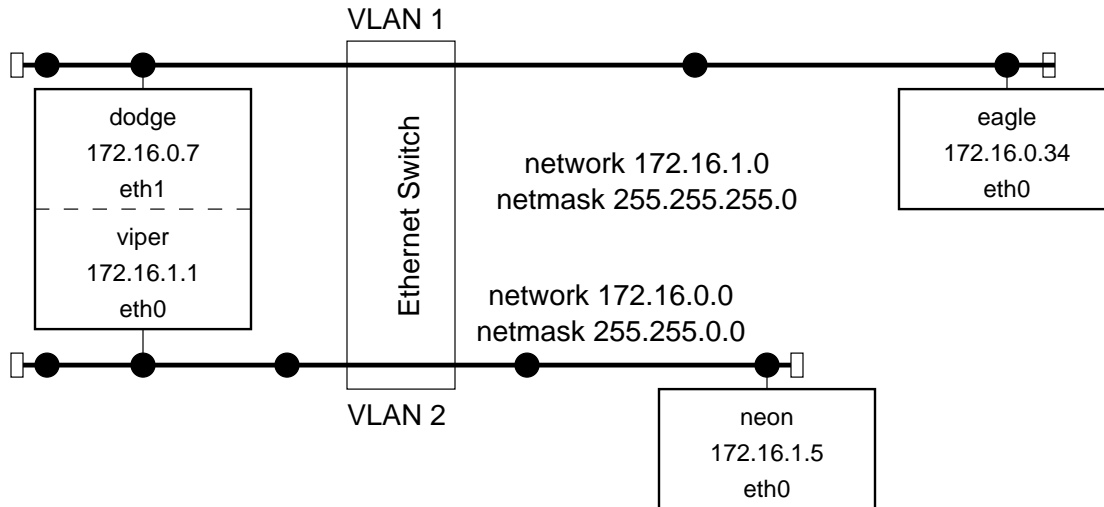 VLAN 1
dodge
172.16.0.7
eth1
viper
172.16.1.1
eth0
Ethernet Switch
network 172.16.1.0
netmask 255.255.255.0
network 172.16.0.0
netmask 255.255.0.0
eagle
172.16.0.34
eth0
VLAN 2
neon
172.16.1.5
eth0